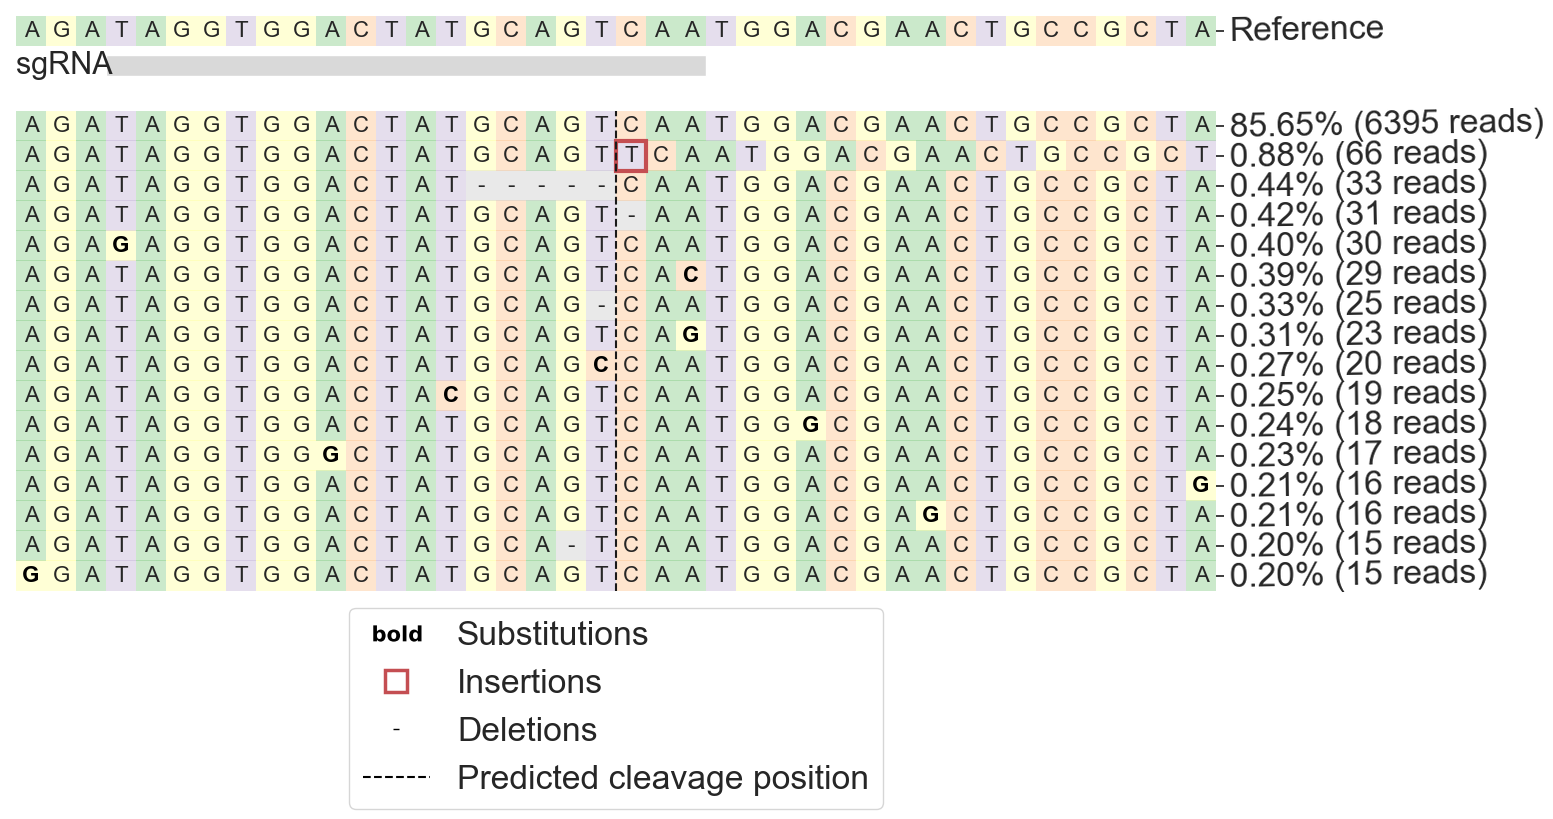 A G A T A G G T G G A C T A T G C A G T C A A T G G A C G A A C T G C C G C T A Reference
sgRNA
A G A T A G G T G G A C T A T G C A G T C A A T G G A C G A A C T G C C G C T A 85.65% (6395 reads)
A G A T A G G T G G A C T A T G C A G T T C A A T G G A C G A A C T G C C G C T 0.88% (66 reads)
A G A T A G G T G G A C T A T - - - - - C A A T G G A C G A A C T G C C G C T A 0.44% (33 reads)
A G A T A G G T G G A C T A T G C A G T - A A T G G A C G A A C T G C C G C T A 0.42% (31 reads)
A G A G A G G T G G A C T A T G C A G T C A A T G G A C G A A C T G C C G C T A 0.40% (30 reads)
A G A T A G G T G G A C T A T G C A G T C A C T G G A C G A A C T G C C G C T A 0.39% (29 reads)
A G A T A G G T G G A C T A T G C A G - C A A T G G A C G A A C T G C C G C T A 0.33% (25 reads)
A G A T A G G T G G A C T A T G C A G T C A G T G G A C G A A C T G C C G C T A 0.31% (23 reads)
A G A T A G G T G G A C T A T G C A G C C A A T G G A C G A A C T G C C G C T A 0.27% (20 reads)
A G A T A G G T G G A C T A C G C A G T C A A T G G A C G A A C T G C C G C T A 0.25% (19 reads)
A G A T A G G T G G A C T A T G C A G T C A A T G G G C G A A C T G C C G C T A 0.24% (18 reads)
A G A T A G G T G G G C T A T G C A G T C A A T G G A C G A A C T G C C G C T A 0.23% (17 reads)
A G A T A G G T G G A C T A T G C A G T C A A T G G A C G A A C T G C C G C T G 0.21% (16 reads)
A G A T A G G T G G A C T A T G C A G T C A A T G G A C G A G C T G C C G C T A 0.21% (16 reads)
A G A T A G G T G G A C T A T G C A - T C A A T G G A C G A A C T G C C G C T A 0.20% (15 reads)
G G A T A G G T G G A C T A T G C A G T C A A T G G A C G A A C T G C C G C T A 0.20% (15 reads)
bold Substitutions
Insertions
- Deletions
Predicted cleavage position